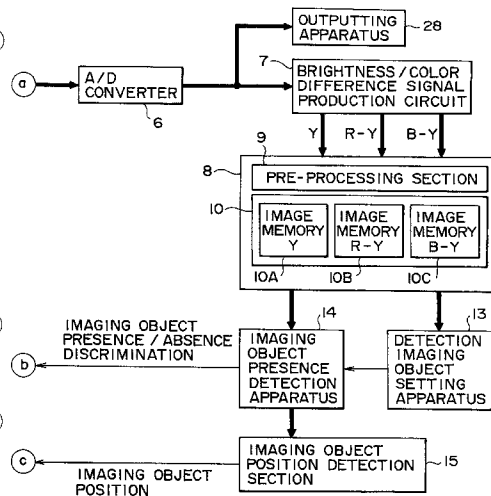 OUTPUTTING
APPARATUS
28
a
A/D
CONVERTER
6
7
BRIGHTNESS/COLOR
DIFFERENCE SIGNAL
PRODUCTION CIRCUIT
Y R-Y B-Y
8
9
PRE-PROCESSING SECTION
10
IMAGE
MEMORY
Y
IMAGE
MEMORY
R-Y
IMAGE
MEMORY
B-Y
10A 10B 10C
14
13
IMAGING OBJECT
PRESENCE / ABSENCE
DISCRIMINATION
b
IMAGING
OBJECT
PRESENCE
DETECTION
APPARATUS
DETECTION
IMAGING
OBJECT
SETTING
APPARATUS
c
IMAGING OBJECT
POSITION
IMAGING OBJECT
POSITION DETECTION
SECTION
15